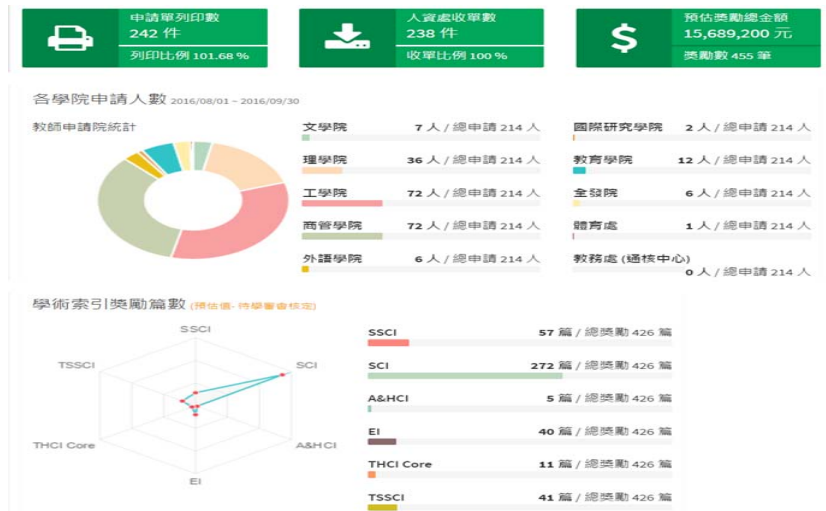 申請單列印數
242 件
列印比例 101.68 %
人資處收單數
238 件
收單比例 100 %
預估獎勵總金額
15,689,200 元
獎勵數 455 筆
各學院申請人數 2016/08/01 - 2016/09/30
教師申請院統計
文學院 7 人 / 總申請 214 人
理學院 36 人 / 總申請 214 人
工學院 72 人 / 總申請 214 人
商管學院 72 人 / 總申請 214 人
外語學院 6 人 / 總申請 214 人
國際研究學院 2 人 / 總申請 214 人
教育學院 12 人 / 總申請 214 人
全發院 6 人 / 總申請 214 人
體育處 1 人 / 總申請 214 人
教務處 (通核中心)
0 人 / 總申請 214 人
學術索引獎勵篇數 (預估值- 待學審會核定)
SSCI
TSSCI
SCI
THCI Core
A&HCI
EI
SSCI 57 篇 / 總獎勵 426 篇
SCI 272 篇 / 總獎勵 426 篇
A&HCI 5 篇 / 總獎勵 426 篇
EI 40 篇 / 總獎勵 426 篇
THCI Core 11 篇 / 總獎勵 426 篇
TSSCI 41 篇 / 總獎勵 426 篇